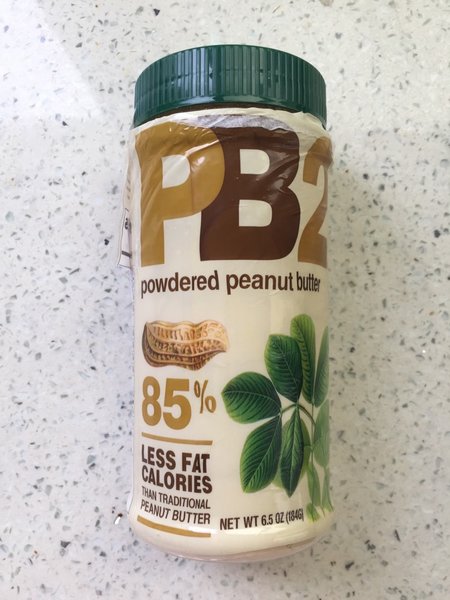 PB2
powdered peanut butter
85%
LESS FAT
CALORIES
THAN TRADITIONAL
PEANUT BUTTER
NET WT 6.5 OZ (184G)